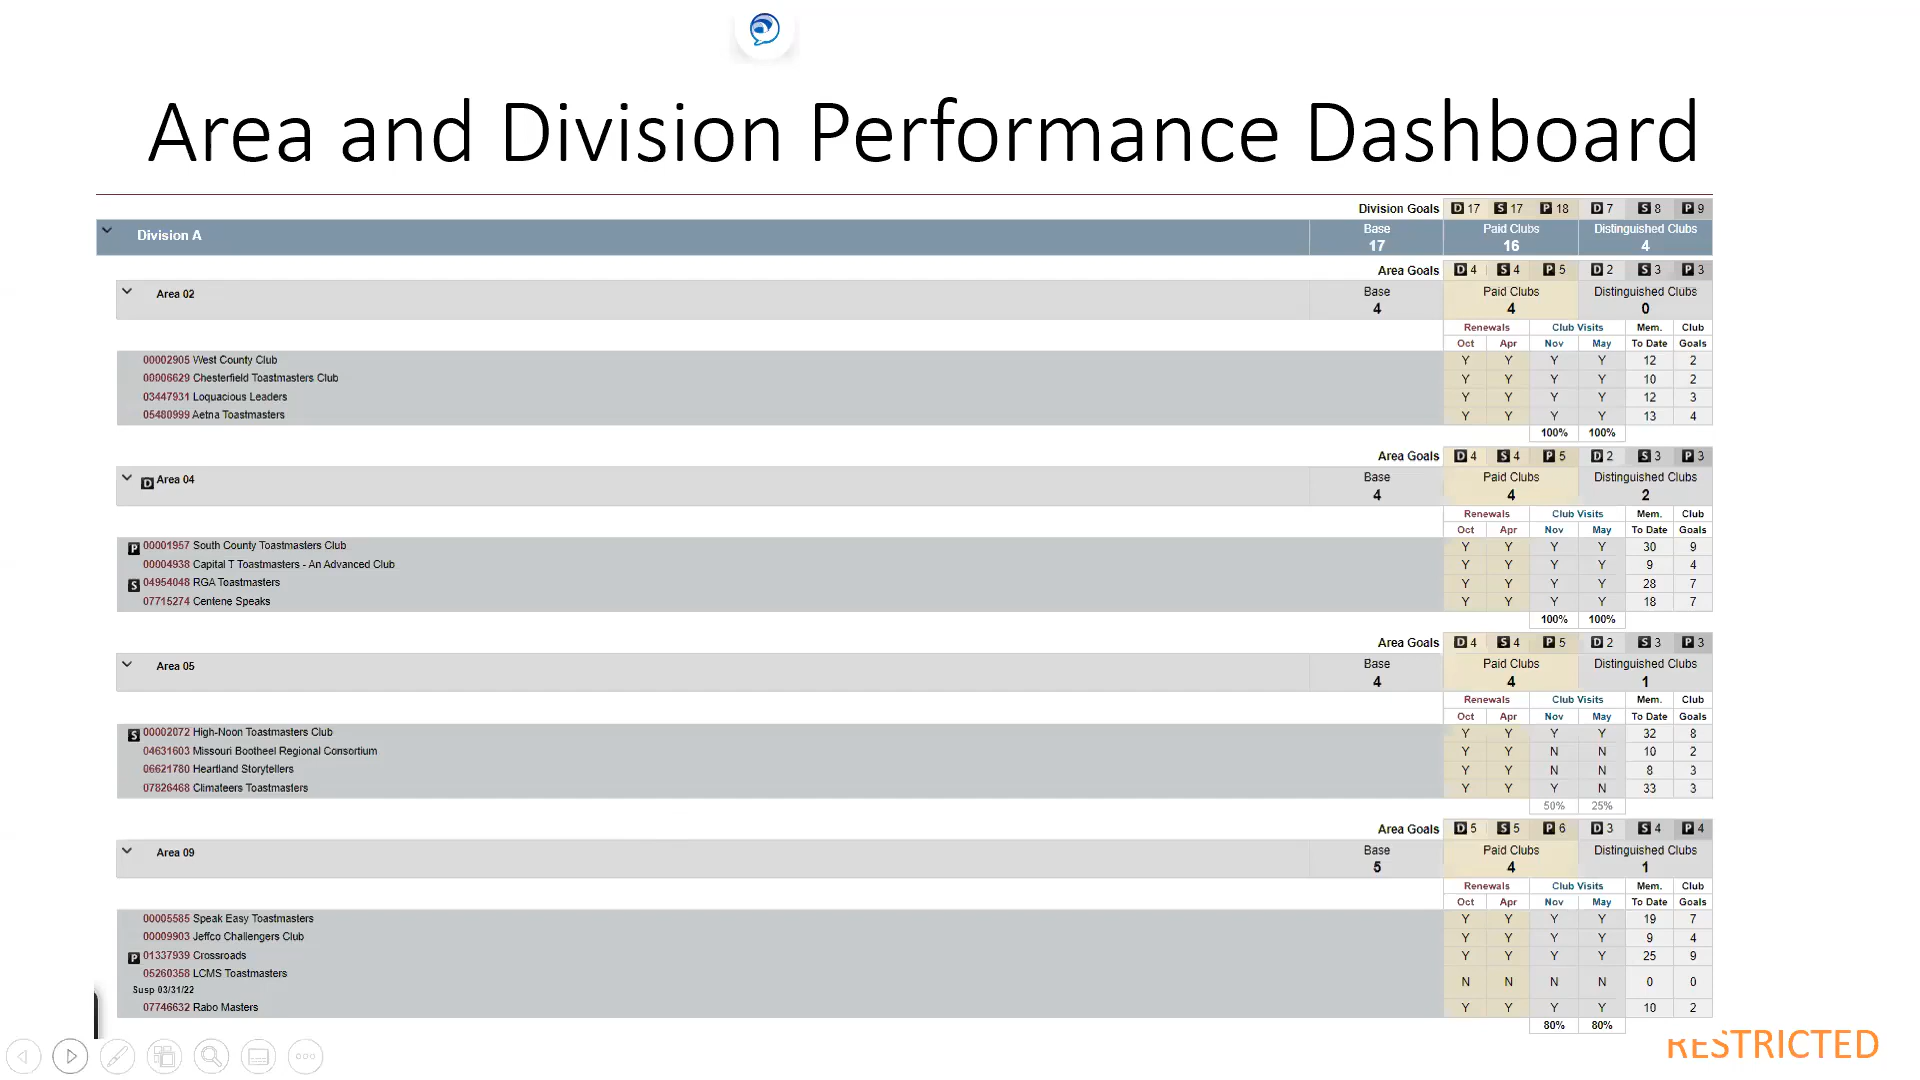 Area and Division Performance Dashboard
Division Goals D 17 S 17 P 18 D 7 S 8 P 9
Division A Base Paid Clubs Distinguished Clubs
17 16 4
Area Goals D 4 S 4 P 5 D 2 S 3 P 3
Area 02 Base Paid Clubs Distinguished Clubs
4 4 0
Renewals Club Visits Mem. Club
Oct Apr Nov May To Date Goals
00002905 West County Club Y Y Y Y 12 2
00006629 Chesterfield Toastmasters Club Y Y Y Y 10 2
03447931 Loquacious Leaders Y Y Y Y 12 3
05480999 Aetna Toastmasters Y Y Y Y 13 4
100% 100%
Area Goals D 4 S 4 P 5 D 2 S 3 P 3
D Area 04 Base Paid Clubs Distinguished Clubs
4 4 2
Renewals Club Visits Mem. Club
Oct Apr Nov May To Date Goals
P 00001957 South County Toastmasters Club Y Y Y Y 30 9
00004938 Capital T Toastmasters - An Advanced Club Y Y Y Y 9 4
S 04954048 RGA Toastmasters Y Y Y Y 28 7
07715274 Centene Speaks Y Y Y Y 18 7
100% 100%
Area Goals D 4 S 4 P 5 D 2 S 3 P 3
Area 05 Base Paid Clubs Distinguished Clubs
4 4 1
Renewals Club Visits Mem. Club
Oct Apr Nov May To Date Goals
S 00002072 High-Noon Toastmasters Club Y Y Y Y 32 8
04631603 Missouri Bootheel Regional Consortium Y Y N N 10 2
06621780 Heartland Storytellers Y Y N N 8 3
07826468 Climateers Toastmasters Y Y Y N 33 3
50% 25%
Area Goals D 5 S 5 P 6 D 3 S 4 P 4
Area 09 Base Paid Clubs Distinguished Clubs
5 4 1
Renewals Club Visits Mem. Club
Oct Apr Nov May To Date Goals
00005585 Speak Easy Toastmasters Y Y Y Y 19 7
00009903 Jeffco Challengers Club Y Y Y Y 9 4
P 01337939 Crossroads Y Y Y Y 25 9
05260358 LCMS Toastmasters N N N N 0 0
Susp 03/31/22
07746632 Rabo Masters Y Y Y Y 10 2
80% 80%
RESTRICTED